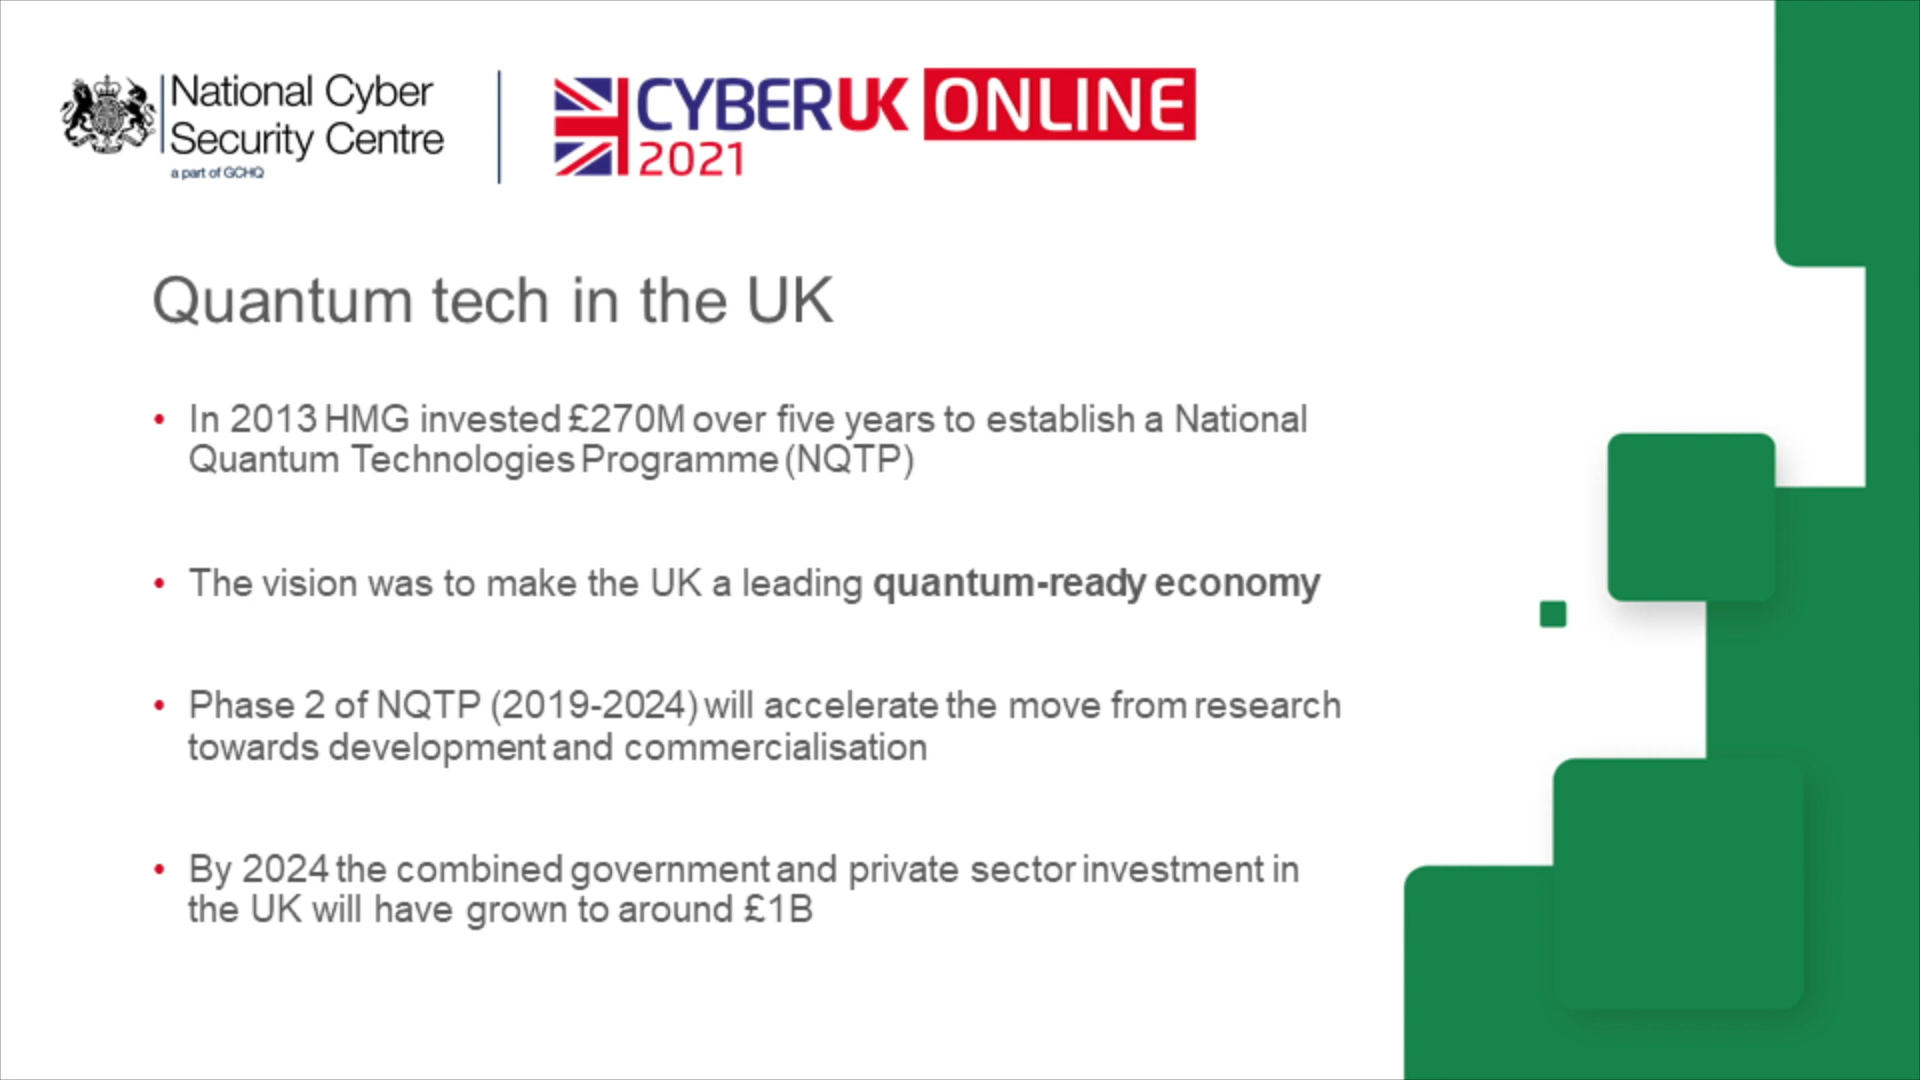 National Cyber
Security Centre
a part of GCHQ
CYBERUK ONLINE
2021
Quantum tech in the UK
• In 2013 HMG invested £270M over five years to establish a National
Quantum Technologies Programme (NQTP)
• The vision was to make the UK a leading quantum-ready economy
• Phase 2 of NQTP (2019-2024) will accelerate the move from research
towards development and commercialisation
• By 2024 the combined government and private sector investment in
the UK will have grown to around £1B